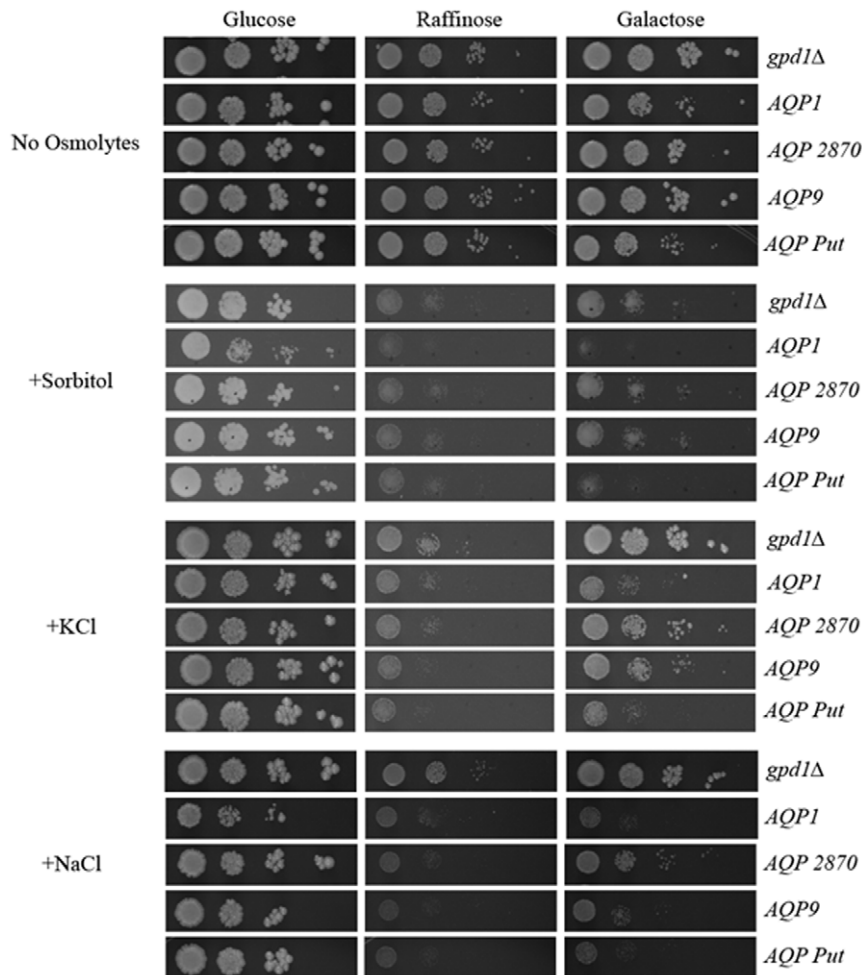 Glucose Raffinose Galactose
No Osmolytes
gpd1Δ
AQP1
AQP 2870
AQP9
AQP Put
+Sorbitol
gpd1Δ
AQP1
AQP 2870
AQP9
AQP Put
+KCl
gpd1Δ
AQP1
AQP 2870
AQP9
AQP Put
+NaCl
gpd1Δ
AQP1
AQP 2870
AQP9
AQP Put